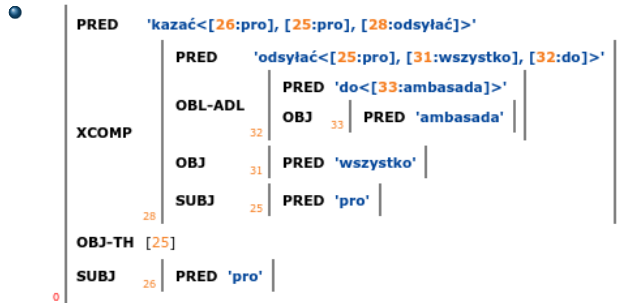 PRED 'kazać<[26:pro], [25:pro], [28:odsyłać]>'
PRED 'odsyłać<[25:pro], [31:wszystko], [32:do]>'
PRED 'do<[33:ambasada]>'
OBL-ADL
OBJ 33 PRED 'ambasada'
32
XCOMP
OBJ 31 PRED 'wszystko'
SUBJ 25 PRED 'pro'
28
OBJ-TH [25]
SUBJ 26 PRED 'pro'
0